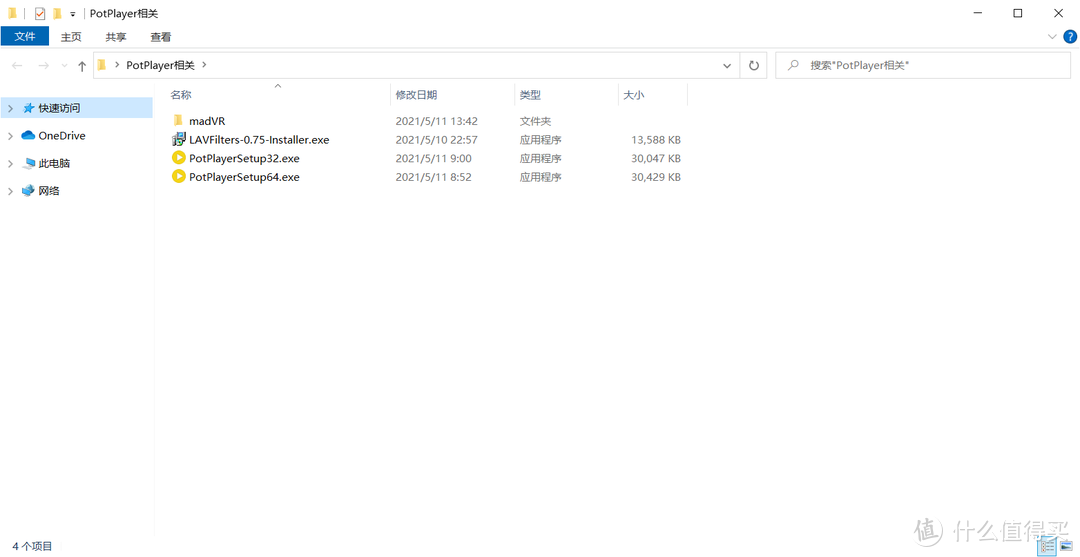 PotPlayer相关
文件 主页 共享 查看
PotPlayer相关 搜索"PotPlayer相关"
名称 修改日期 类型 大小
快速访问
OneDrive
此电脑
网络
madVR 2021/5/11 13:42 文件夹
LAVFilters-0.75-Installer.exe 2021/5/10 22:57 应用程序 13,588 KB
PotPlayerSetup32.exe 2021/5/11 9:00 应用程序 30,047 KB
PotPlayerSetup64.exe 2021/5/11 8:52 应用程序 30,429 KB
4 个项目
值 什么值得买